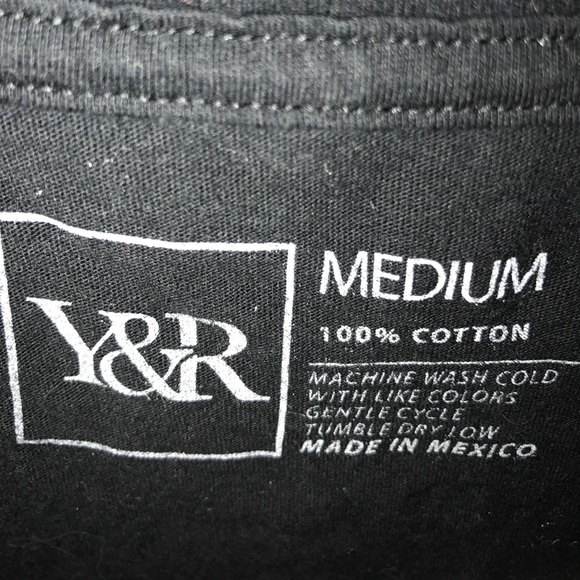 Y&R
MEDIUM
100% COTTON
MACHINE WASH COLD
WITH LIKE COLORS
GENTLE CYCLE
TUMBLE DRY LOW
MADE IN MEXICO